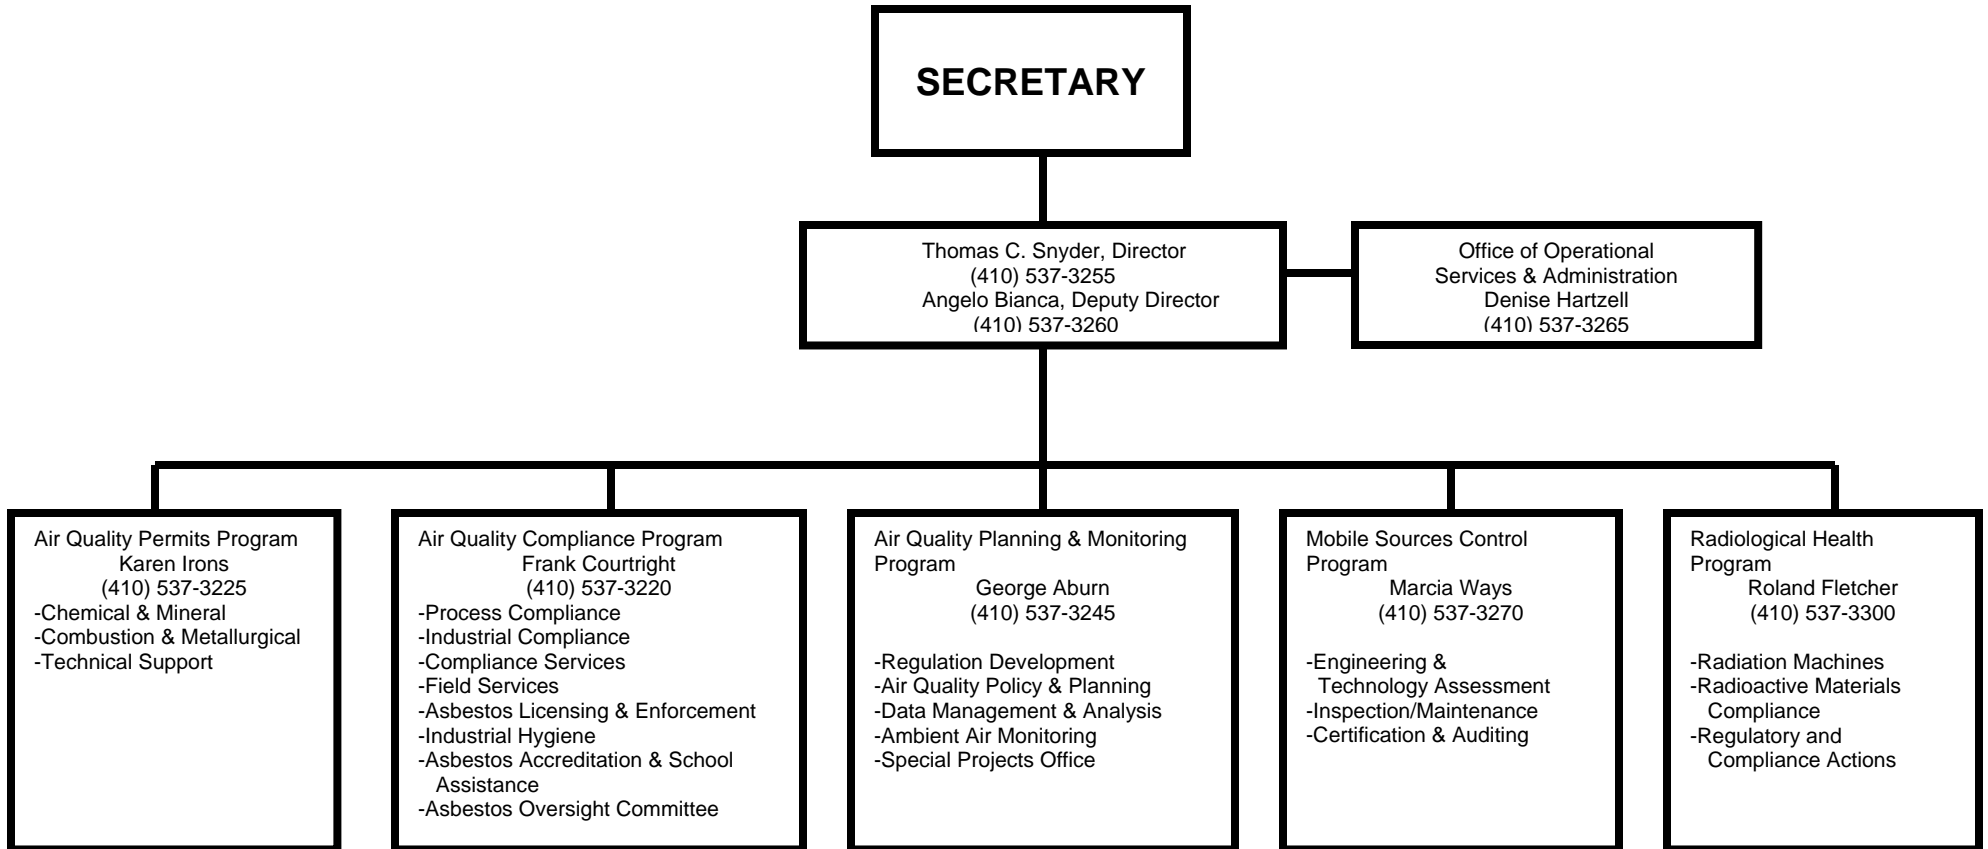 SECRETARY
Thomas C. Snyder, Director
(410) 537-3255
Angelo Bianca, Deputy Director
(410) 537-3260
Office of Operational
Services & Administration
Denise Hartzell
(410) 537-3265
Air Quality Permits Program
Karen Irons
(410) 537-3225
-Chemical & Mineral
-Combustion & Metallurgical
-Technical Support
Air Quality Compliance Program
Frank Courtright
(410) 537-3220
-Process Compliance
-Industrial Compliance
-Compliance Services
-Field Services
-Asbestos Licensing & Enforcement
-Industrial Hygiene
-Asbestos Accreditation & School
Assistance
-Asbestos Oversight Committee
Air Quality Planning & Monitoring
Program
George Aburn
(410) 537-3245
-Regulation Development
-Air Quality Policy & Planning
-Data Management & Analysis
-Ambient Air Monitoring
-Special Projects Office
Mobile Sources Control
Program
Marcia Ways
(410) 537-3270
-Engineering &
Technology Assessment
-Inspection/Maintenance
-Certification & Auditing
Radiological Health
Program
Roland Fletcher
(410) 537-3300
-Radiation Machines
-Radioactive Materials
Compliance
-Regulatory and
Compliance Actions